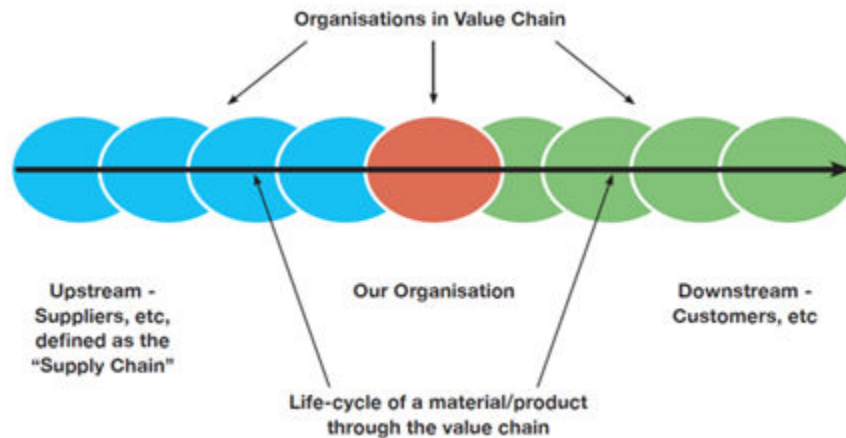 Organisations in Value Chain
Upstream -
Suppliers, etc,
defined as the
“Supply Chain”
Our Organisation
Downstream -
Customers, etc
Life-cycle of a material/product
through the value chain